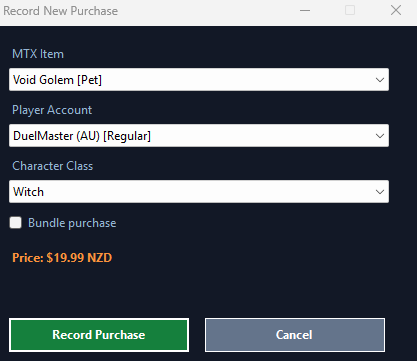 Record New Purchase
MTX Item
Void Golem [Pet]
Player Account
DuelMaster (AU) [Regular]
Character Class
Witch
Bundle purchase
Price: $19.99 NZD
Record Purchase
Cancel